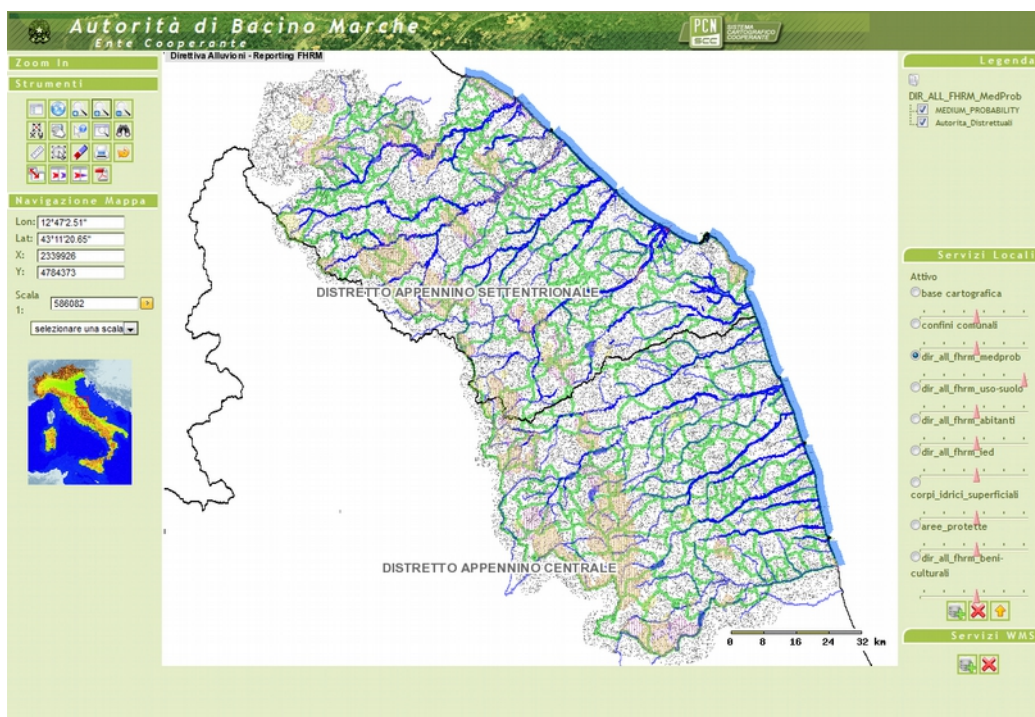 Autorità di Bacino Marche
Ente Cooperante
PCN
SCC
SISTEMA
CARTOGRAFICO
COOPERANTE
Zoom In
Strumenti
Navigazione Mappa
Lon: 12°47'2.51"
Lat: 43°11'20.65"
X: 2339926
Y: 4784373
Scala
1: 586082
selezionare una scala
Direttiva Alluvioni - Reporting FHRM
DISTRETTO APPENNINO SETTENTRIONALE
DISTRETTO APPENNINO CENTRALE
0 8 16 24 32 km
Legenda
DIR_ALL_FHRM_MedProb
MEDIUM_PROBABILITY
Autorita_Distrettuali
Servizi Locali
Attivo
base cartografica
confini comunali
dir_all_fhrm_medprob
dir_all_fhrm_uso-suolo
dir_all_fhrm_abitanti
dir_all_fhrm_ied
corpi_idrici_superficiali
aree_protette
dir_all_fhrm_beni-
culturali
Servizi WMS